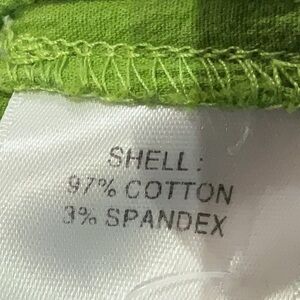 SHELL:
97% COTTON
3% SPANDEX